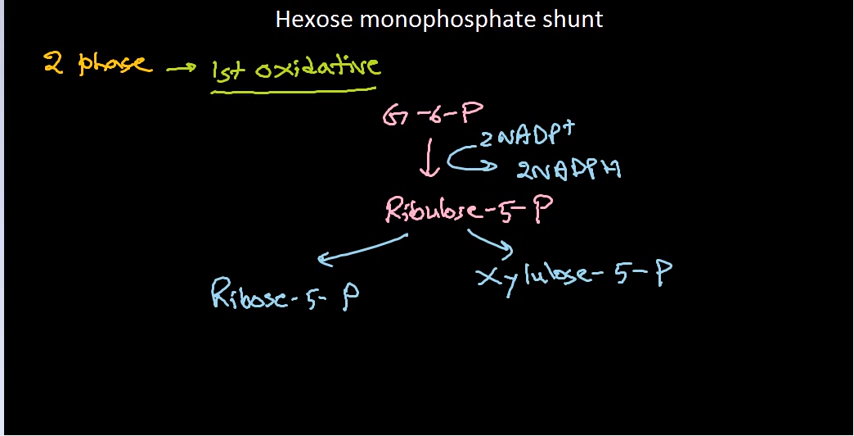 Hexose monophosphate shunt
2 phase → 1st oxidative
G-6-P
2NADP+
2NADPH
Ribulose-5-P
Xylulose-5-P
Ribose-5-P